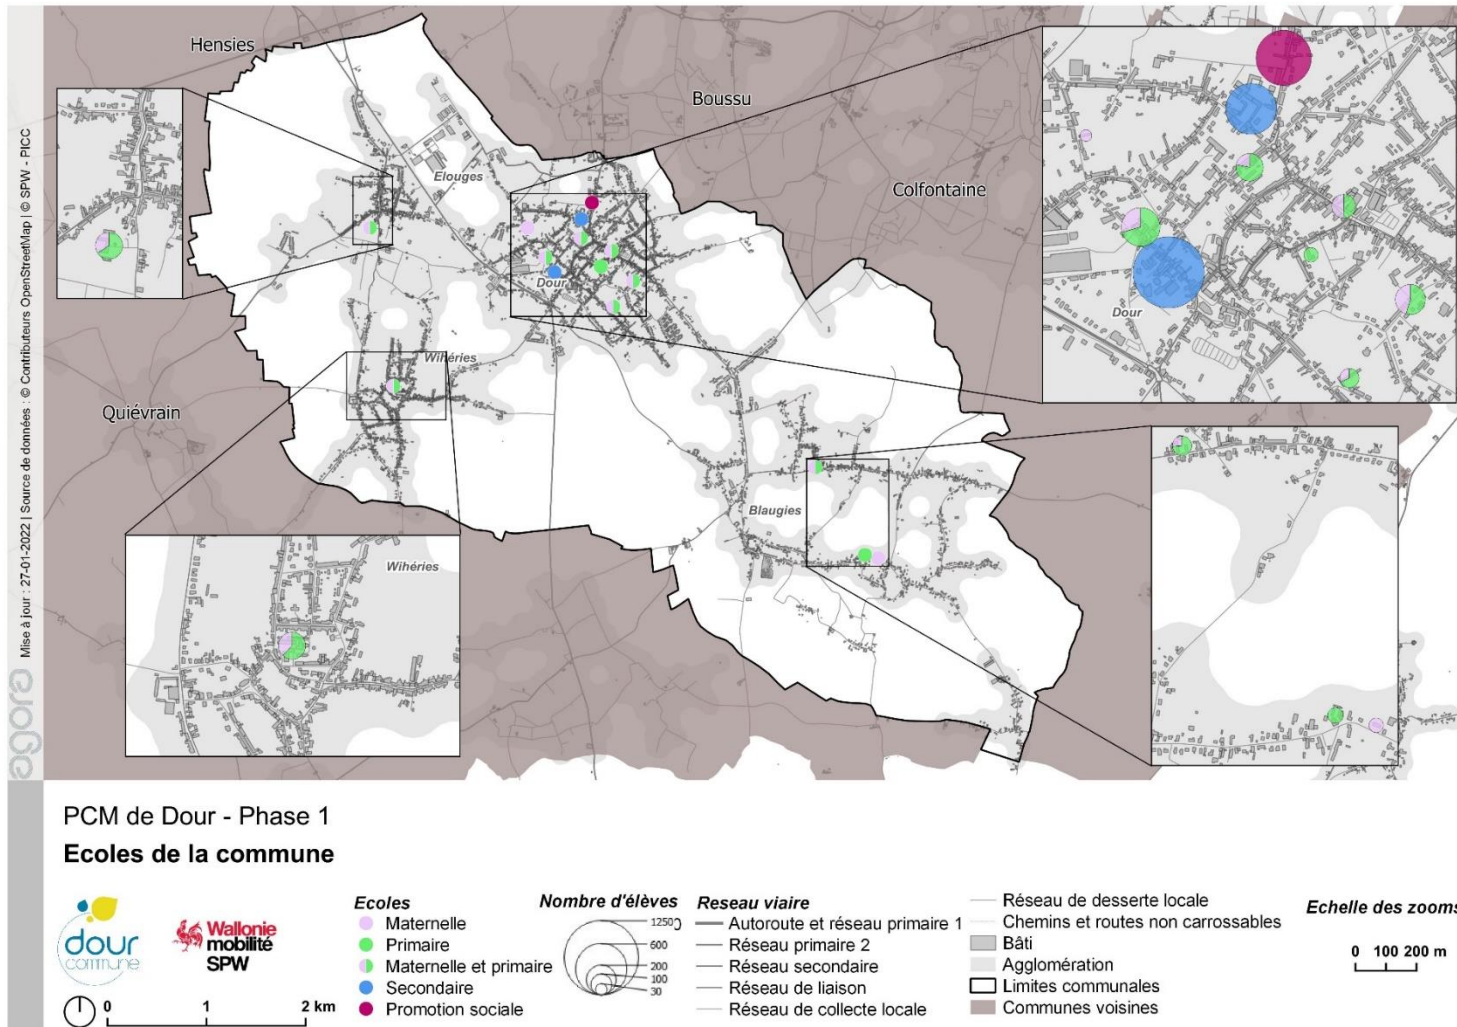 Hensies
Boussu
Colfontaine
Elouges
Dour
Dour
Wihéries
Quiévrain
Blaugies
Wihéries
Mise à jour : 27-01-2022 | Source de données : © Contributeurs OpenStreetMap | © SPW - PICC
PCM de Dour - Phase 1
Ecoles de la commune
dour
commune
Wallonie
mobilité
SPW
0 1 2 km
Ecoles
Maternelle
Primaire
Maternelle et primaire
Secondaire
Promotion sociale
Nombre d'élèves
1250
600
200
100
30
Reseau viaire
Autoroute et réseau primaire 1
Réseau primaire 2
Réseau secondaire
Réseau de liaison
Réseau de collecte locale
Réseau de desserte locale
Chemins et routes non carrossables
Bâti
Agglomération
Limites communales
Communes voisines
Echelle des zooms
0 100 200 m